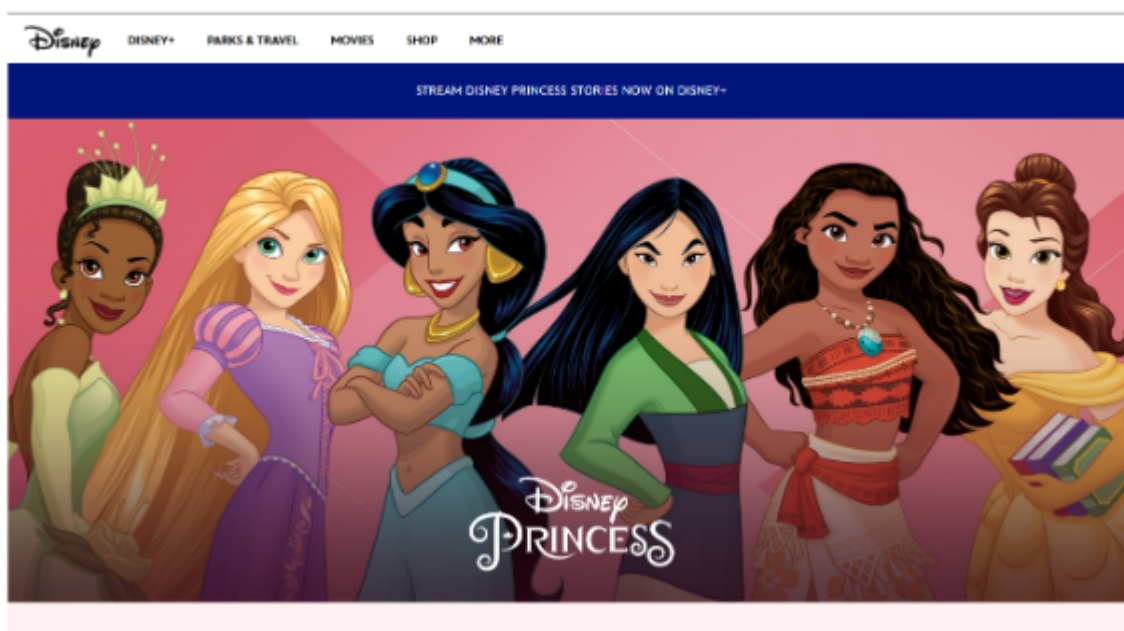 Disney
DISNEY+ PARKS & TRAVEL MOVIES SHOP MORE
STREAM DISNEY PRINCESS STORIES NOW ON DISNEY+
Disney
PRINCESS